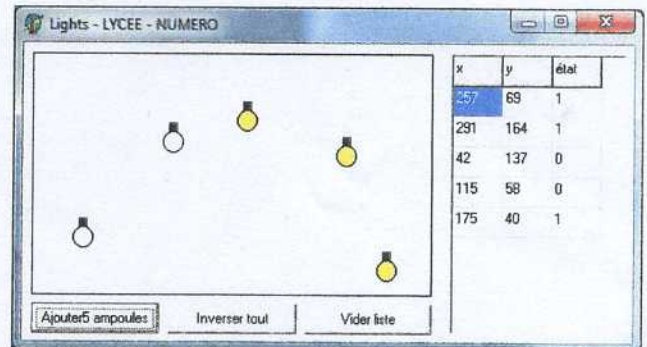 Lights - LYCEE - NUMERO
x y état
257 69 1
291 164 1
42 137 0
115 58 0
175 40 1
Ajouter5 ampoules Inverser tout Vider liste